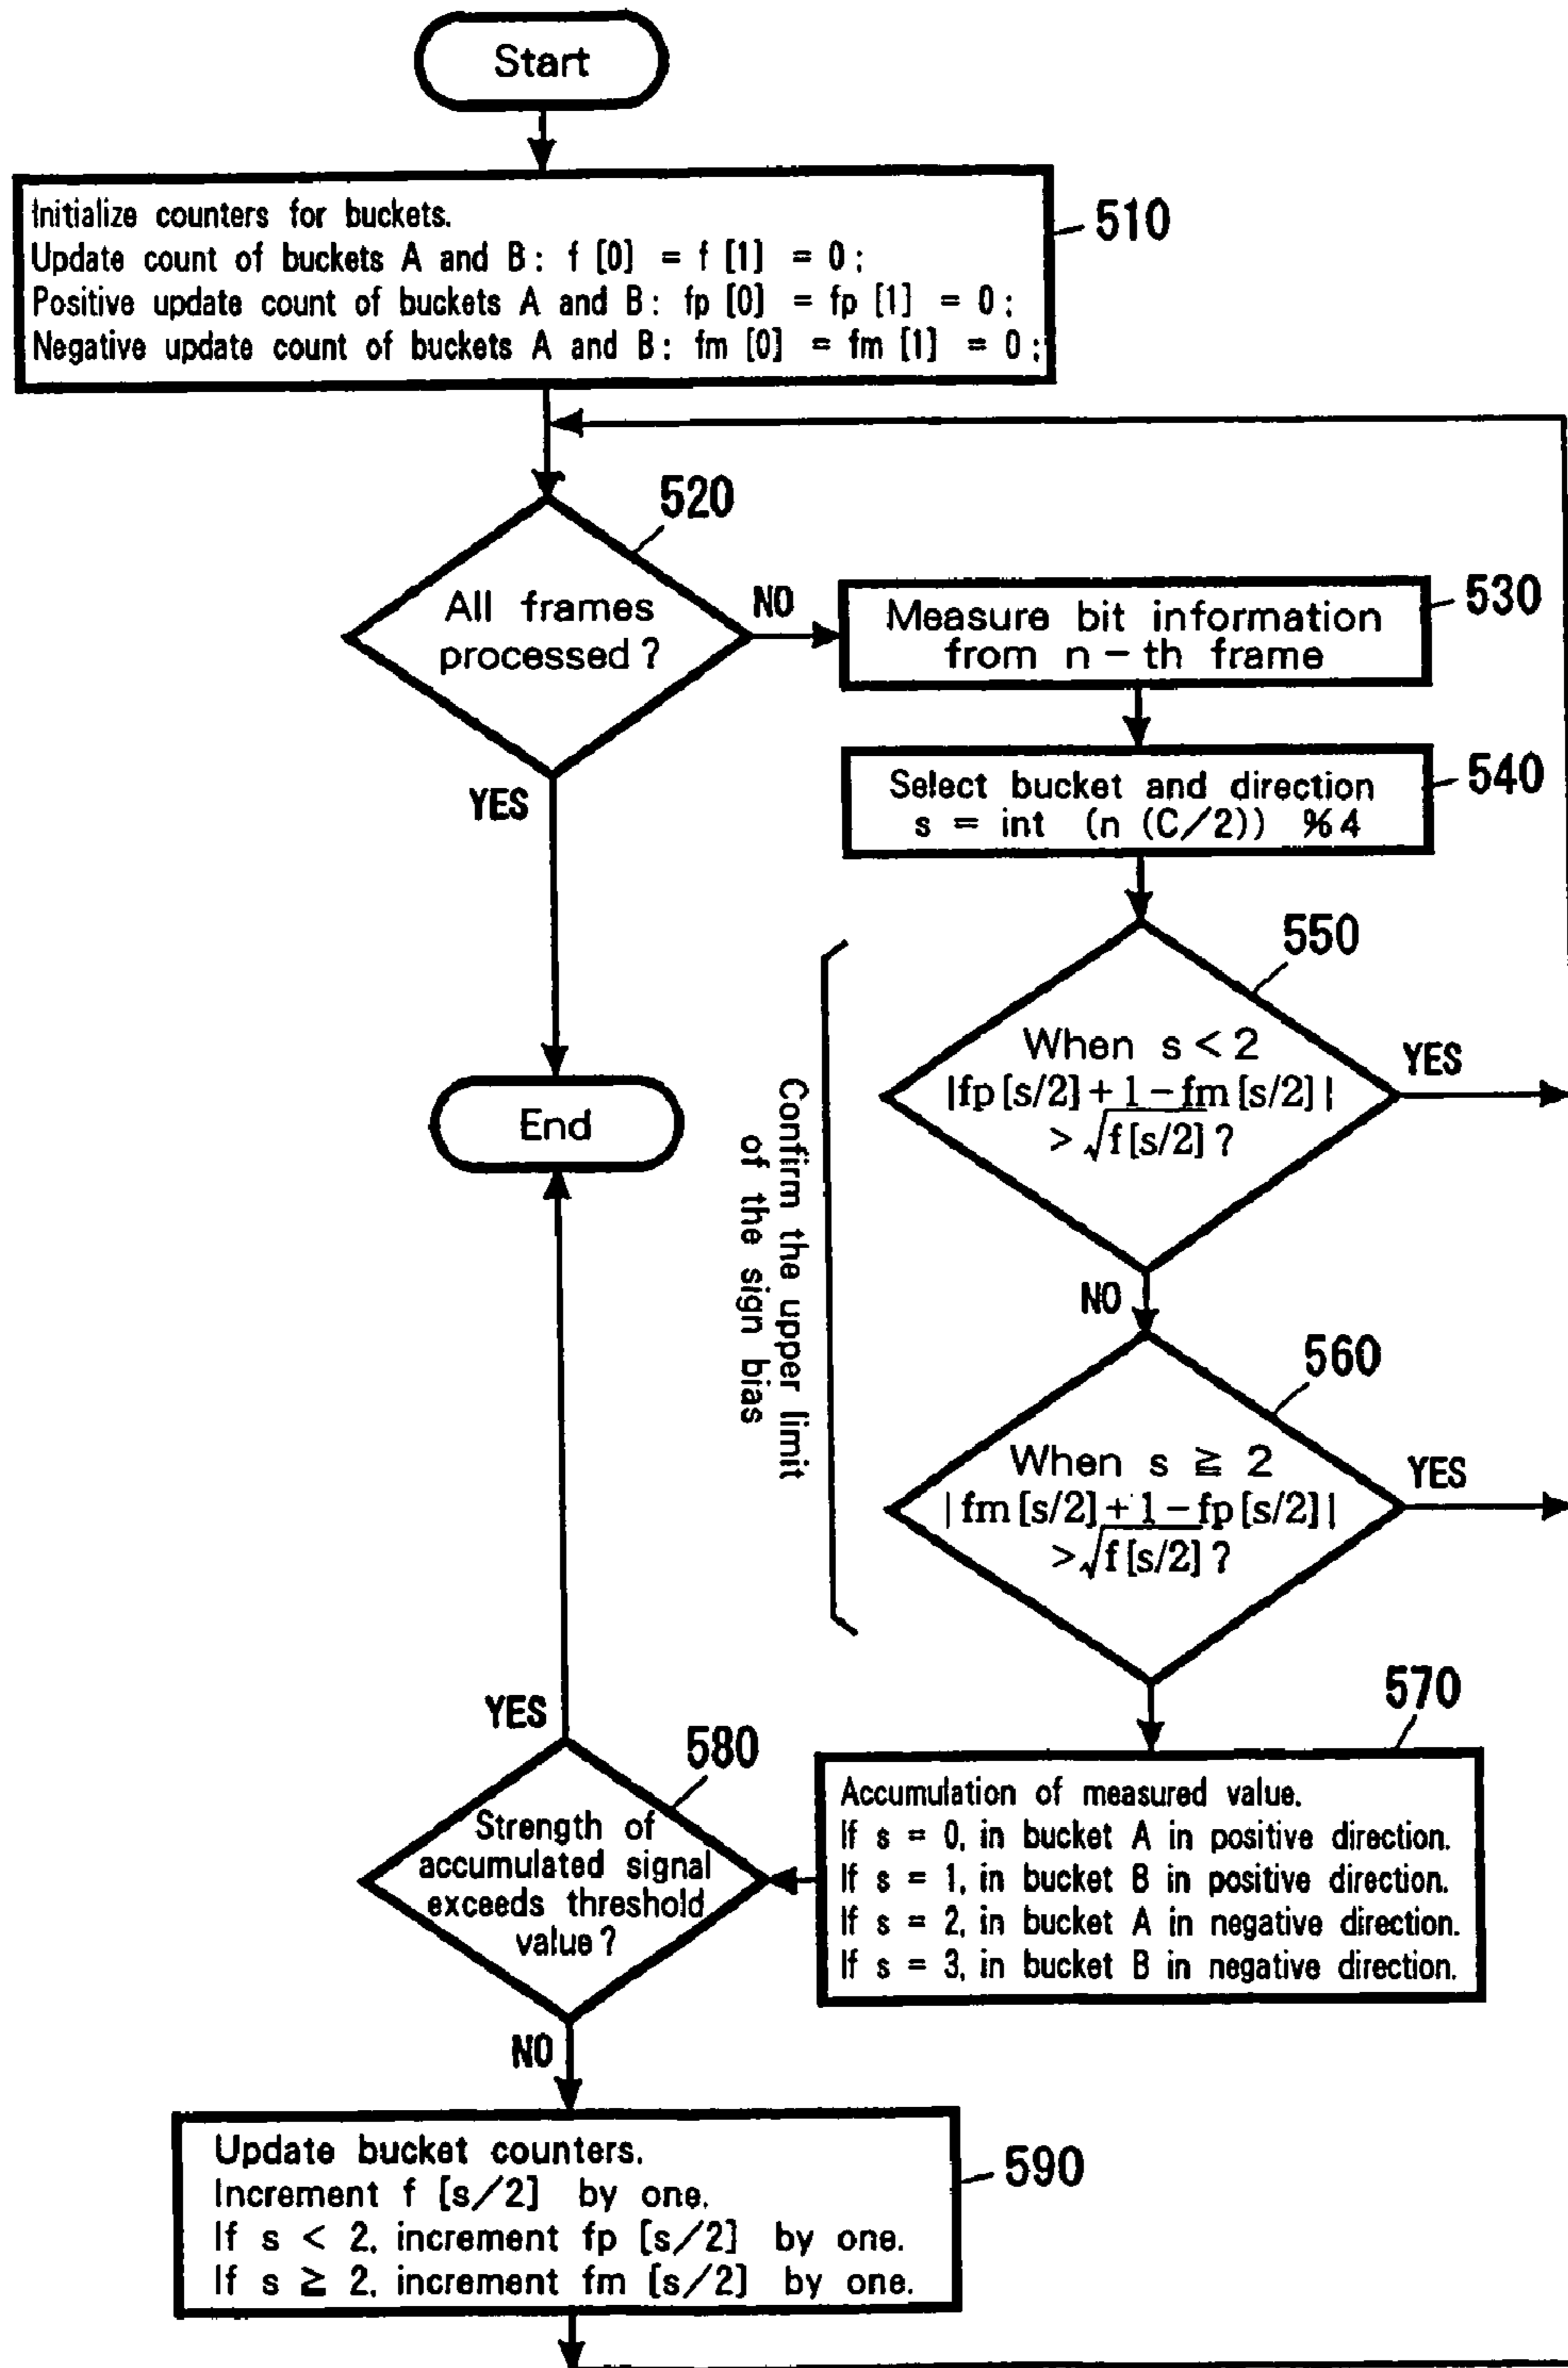 Start
Initialize counters for buckets.
Update count of buckets A and B: f [0] = f [1] = 0;
Positive update count of buckets A and B: fp [0] = fp [1] = 0;
Negative update count of buckets A and B: fm [0] = fm [1] = 0;
510
520
All frames
processed?
NO
YES
Measure bit information
from n-th frame
530
Select bucket and direction
s = int (n (C/2)) %4
540
550
When s < 2
|fp [s/2] + 1 - fm [s/2] |
> √f [s/2] ?
YES
NO
Confirm the upper limit
of the sign bias
End
560
When s ≧ 2
| fm [s/2] + 1 - fp [s/2] |
> √f [s/2] ?
YES
570
Accumulation of measured value.
If s = 0, in bucket A in positive direction.
If s = 1, in bucket B in positive direction.
If s = 2, in bucket A in negative direction.
If s = 3, in bucket B in negative direction.
YES
580
Strength of
accumulated signal
exceeds threshold
value?
NO
Update bucket counters.
Increment f [s/2] by one.
If s < 2, increment fp [s/2] by one.
If s ≧ 2, increment fm [s/2] by one.
590